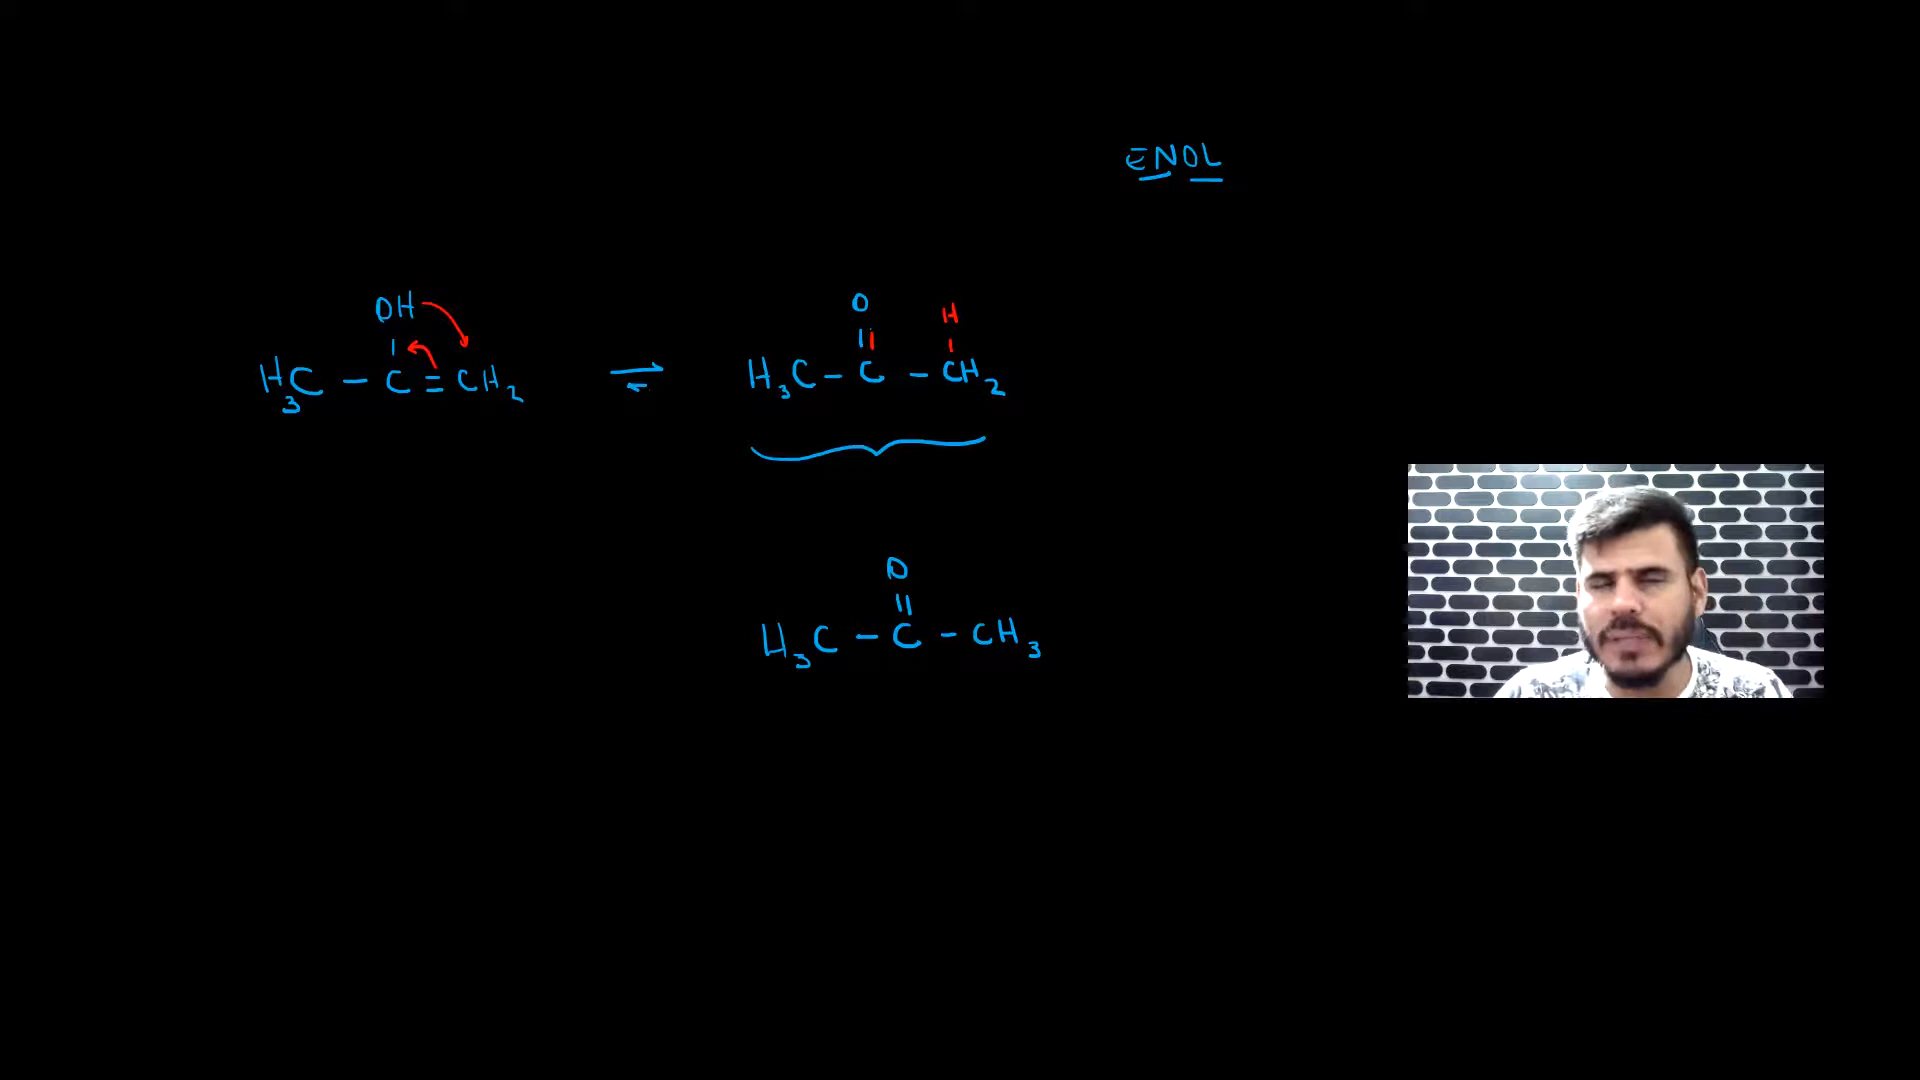 ENOL
OH
H3C - C = CH2
O H
H3C - C - CH2
O
H3C - C - CH3